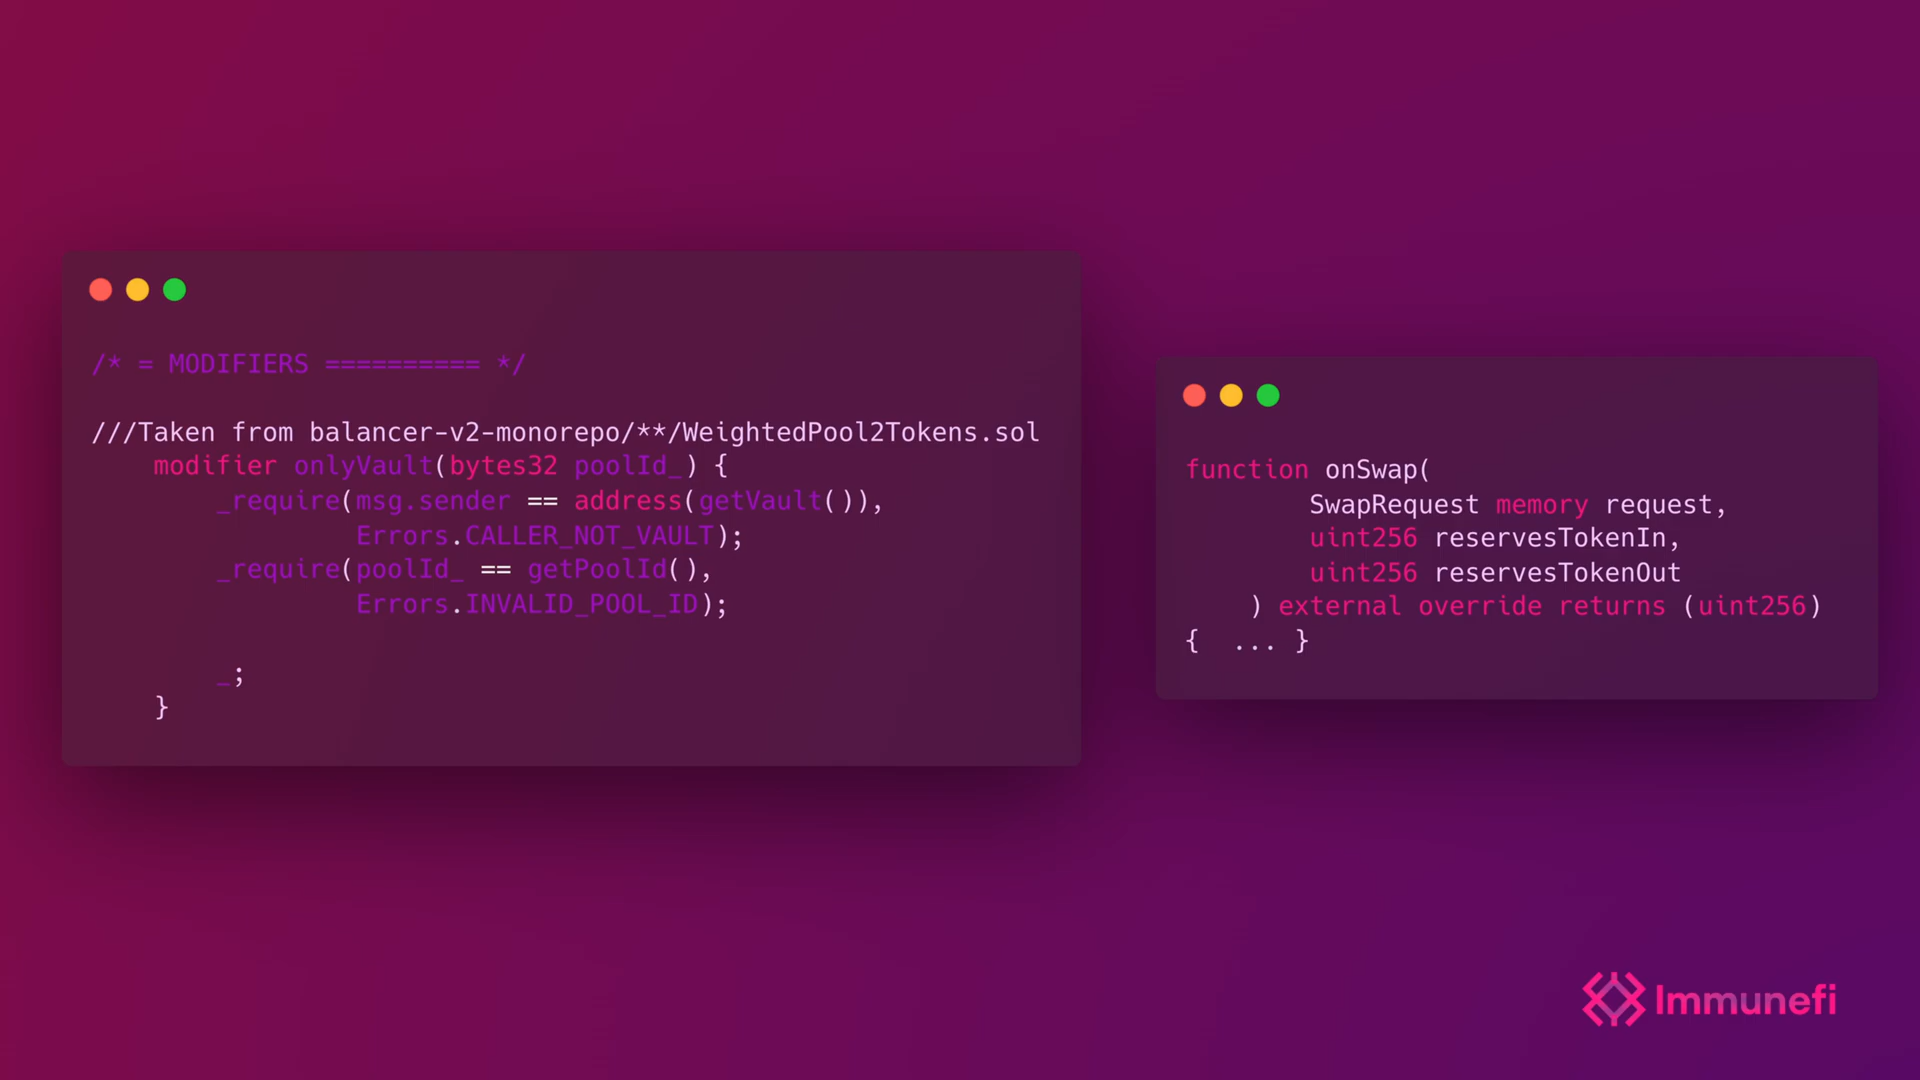 /* = MODIFIERS ========== */
///Taken from balancer-v2-monorepo/**/WeightedPool2Tokens.sol
modifier onlyVault(bytes32 poolId_) {
_require(msg.sender == address(getVault()),
Errors.CALLER_NOT_VAULT);
_require(poolId_ == getPoolId(),
Errors.INVALID_POOL_ID);
_;
}
function onSwap(
SwapRequest memory request,
uint256 reservesTokenIn,
uint256 reservesTokenOut
) external override returns (uint256)
{ ... }
Immunefi